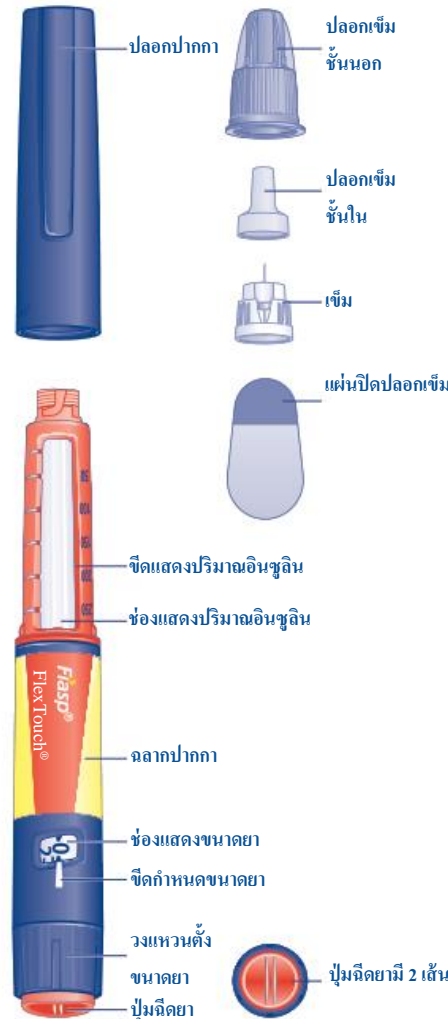 ปลอกปากกา
ปลอกเข็ม
ชั้นนอก
ปลอกเข็ม
ชั้นใน
เข็ม
แผ่นปิดปลอกเข็ม
50
100
150
200
250
ขีดแสดงปริมาณอินซูลิน
ช่องแสดงปริมาณอินซูลิน
Fiasp®
FlexTouch®
ฉลากปากกา
0
2
ช่องแสดงขนาดยา
ขีดกำหนดขนาดยา
วงแหวนตั้ง
ขนาดยา
ปุ่มฉีดยา
ปุ่มฉีดยามี 2 เส้น